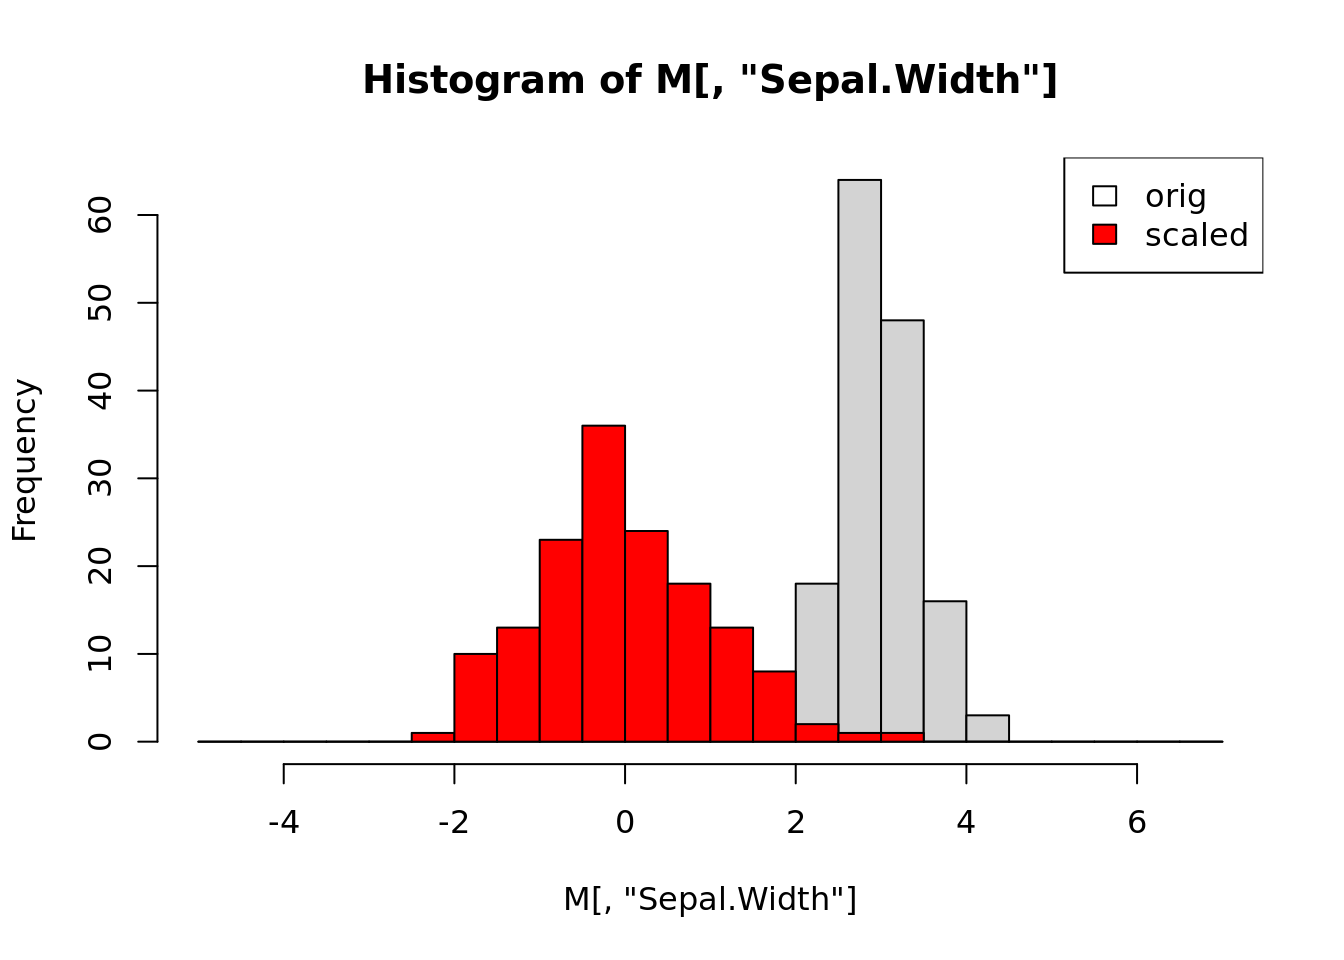 Histogram of M[, "Sepal.Width"]
orig
scaled
Frequency
60
50
40
30
20
10
0
-4 -2 0 2 4 6
M[, "Sepal.Width"]